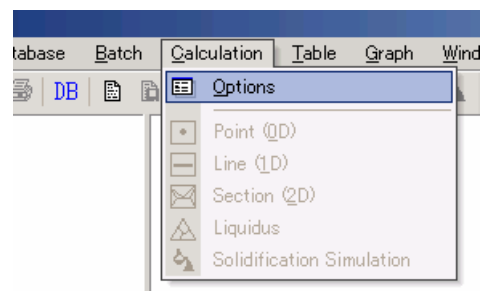 tabase Batch Calculation Table Graph Wind
DB Options
Point (0D)
Line (1D)
Section (2D)
Liquidus
Solidification Simulation